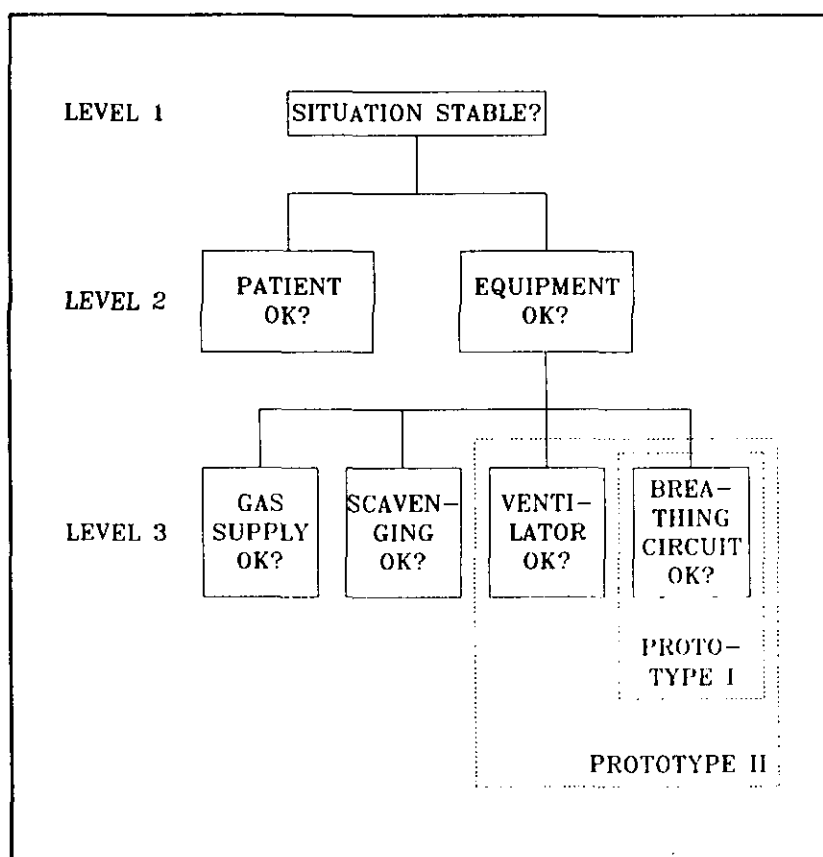 LEVEL 1
SITUATION STABLE?
LEVEL 2
PATIENT
OK?
EQUIPMENT
OK?
LEVEL 3
GAS
SUPPLY
OK?
SCAVEN-
GING
OK?
VENTI-
LATOR
OK?
BREA-
THING
CIRCUIT
OK?
PROTO-
TYPE I
PROTOTYPE II